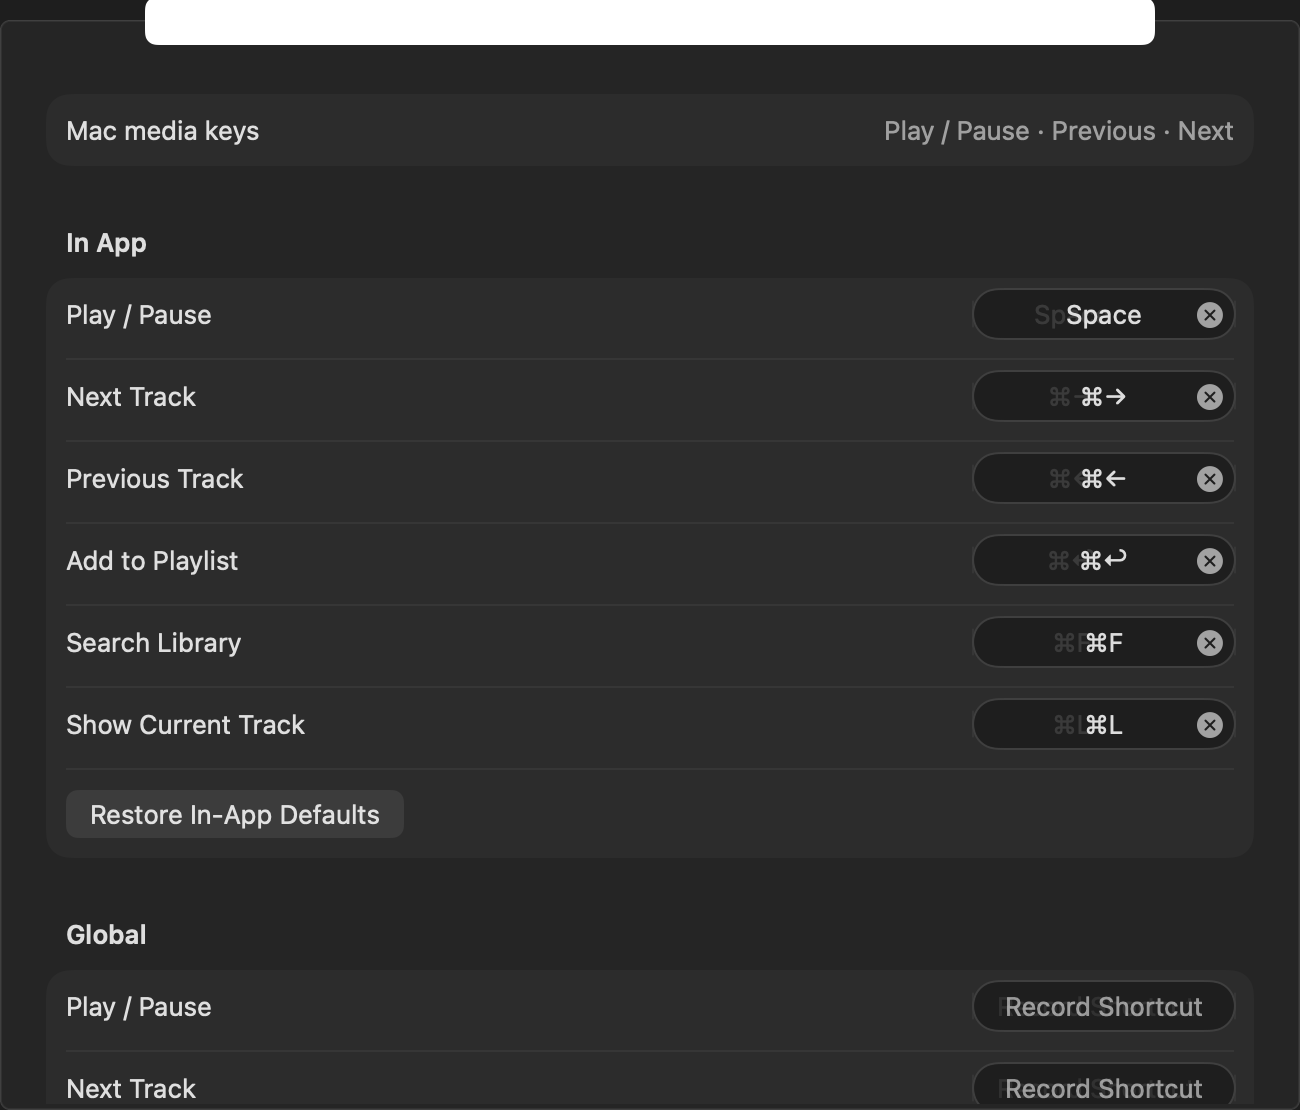 Mac media keys Play / Pause · Previous · Next
In App
Play / Pause Space
Next Track ⌘→
Previous Track ⌘←
Add to Playlist ⌘↩
Search Library ⌘F
Show Current Track ⌘L
Restore In-App Defaults
Global
Play / Pause Record Shortcut
Next Track Record Shortcut